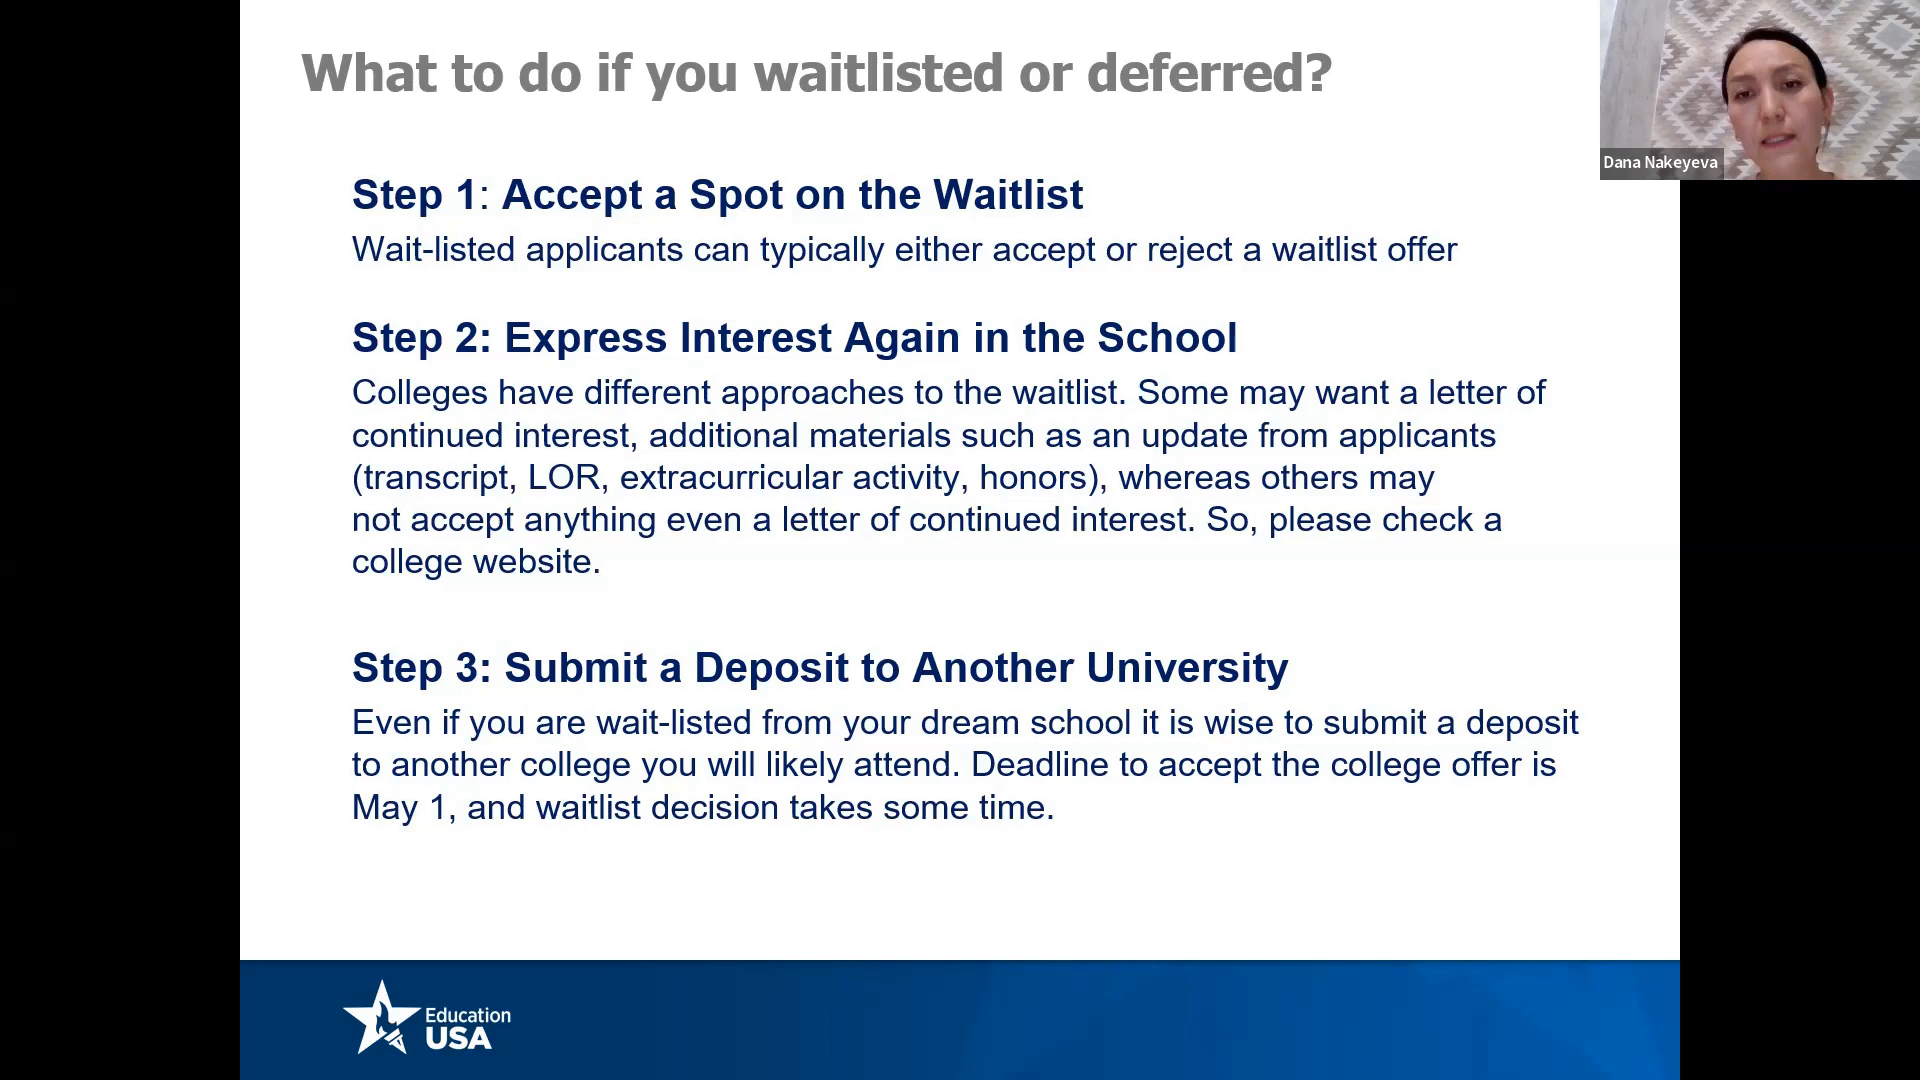 What to do if you waitlisted or deferred?
Dana Nakeyeva
Step 1: Accept a Spot on the Waitlist
Wait-listed applicants can typically either accept or reject a waitlist offer
Step 2: Express Interest Again in the School
Colleges have different approaches to the waitlist. Some may want a letter of
continued interest, additional materials such as an update from applicants
(transcript, LOR, extracurricular activity, honors), whereas others may
not accept anything even a letter of continued interest. So, please check a
college website.
Step 3: Submit a Deposit to Another University
Even if you are wait-listed from your dream school it is wise to submit a deposit
to another college you will likely attend. Deadline to accept the college offer is
May 1, and waitlist decision takes some time.
Education
USA